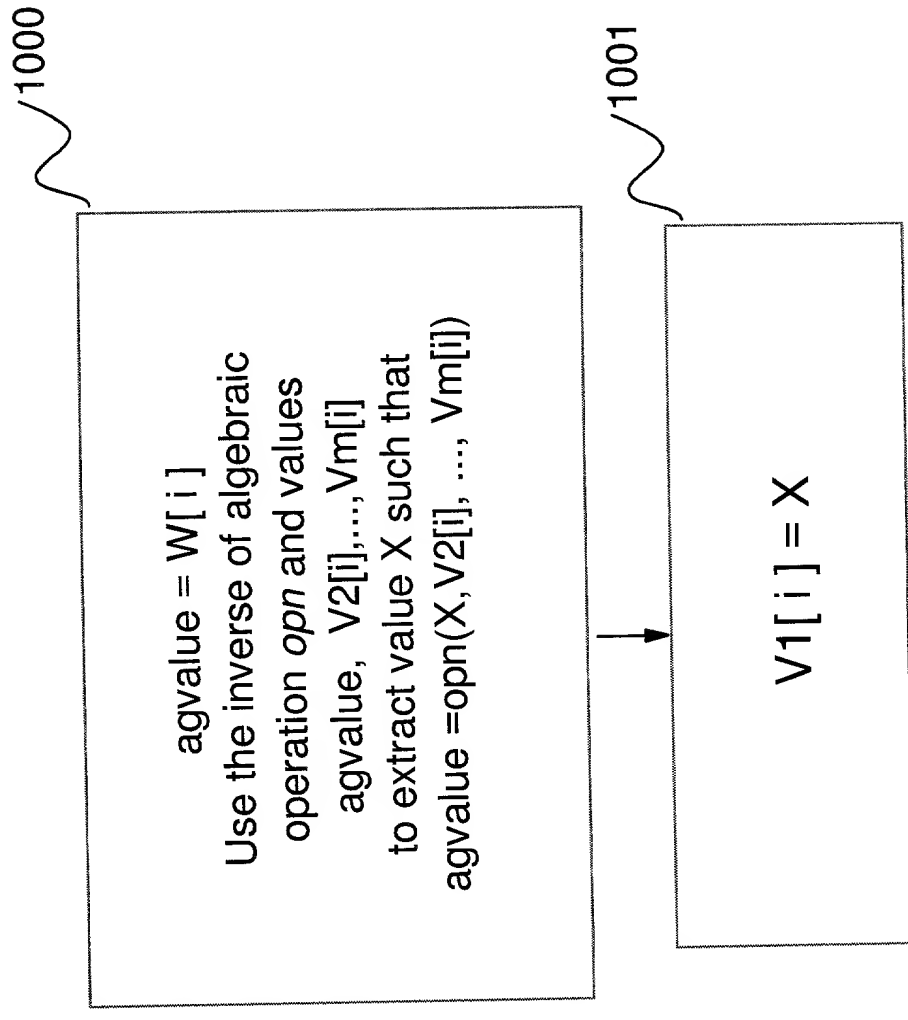 1000
agvalue = W[ i ]
Use the inverse of algebraic
operation opn and values
agvalue, V2[i],...,Vm[i]
to extract value X such that
agvalue =opn(X,V2[i], ..., Vm[i])
1001
V1[ i ] = X